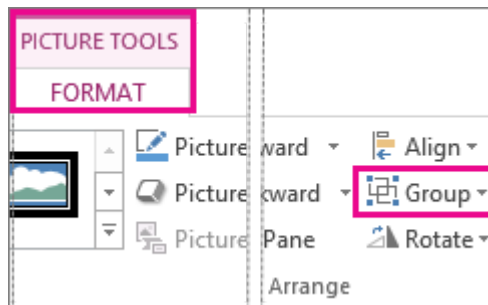 PICTURE TOOLS
FORMAT
Picture ward Align
Picture kward Group
Picture Pane Rotate
Arrange